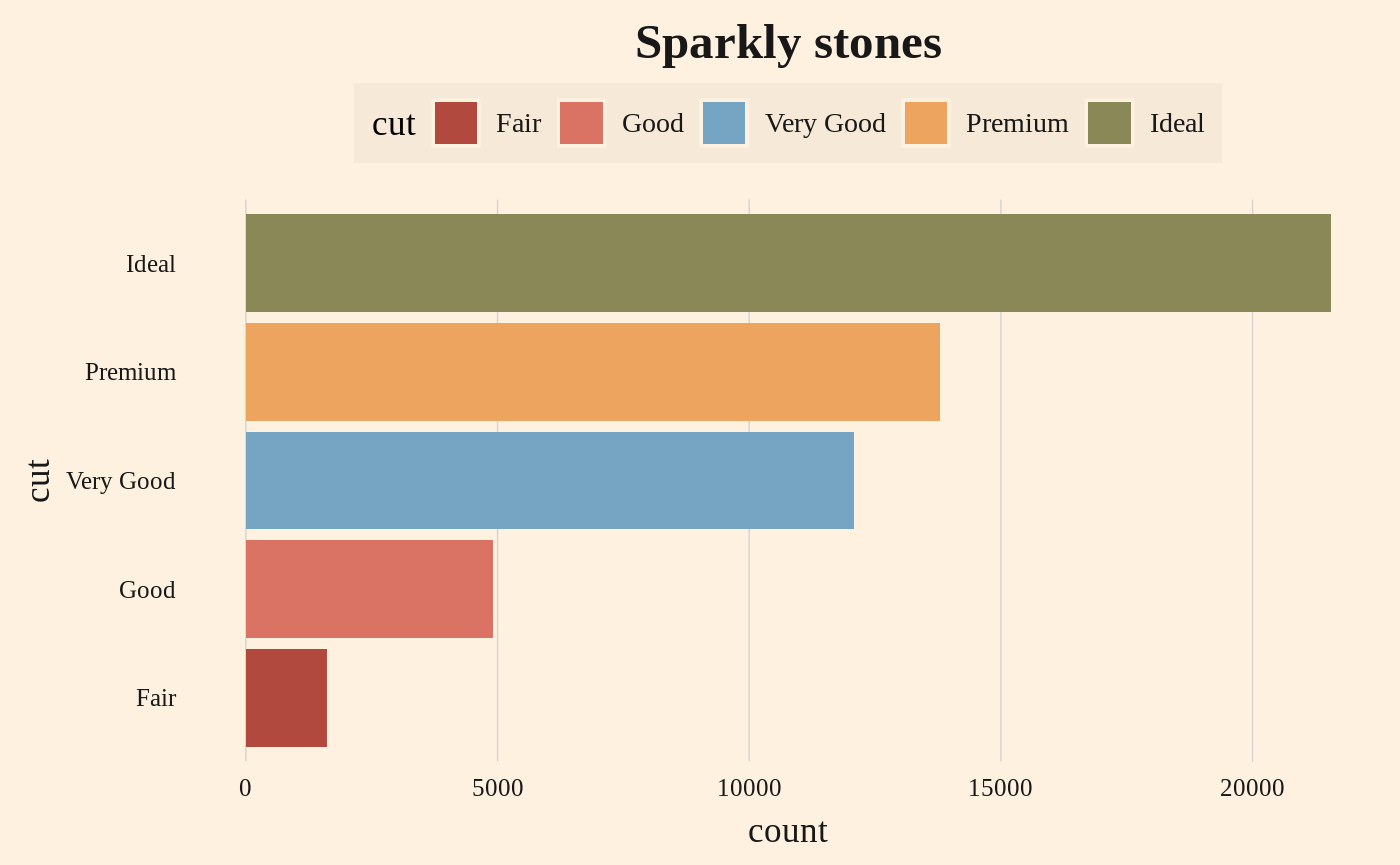 Sparkly stones
cut Fair Good Very Good Premium Ideal
Ideal
Premium
Very Good
Good
Fair
cut
0 5000 10000 15000 20000
count